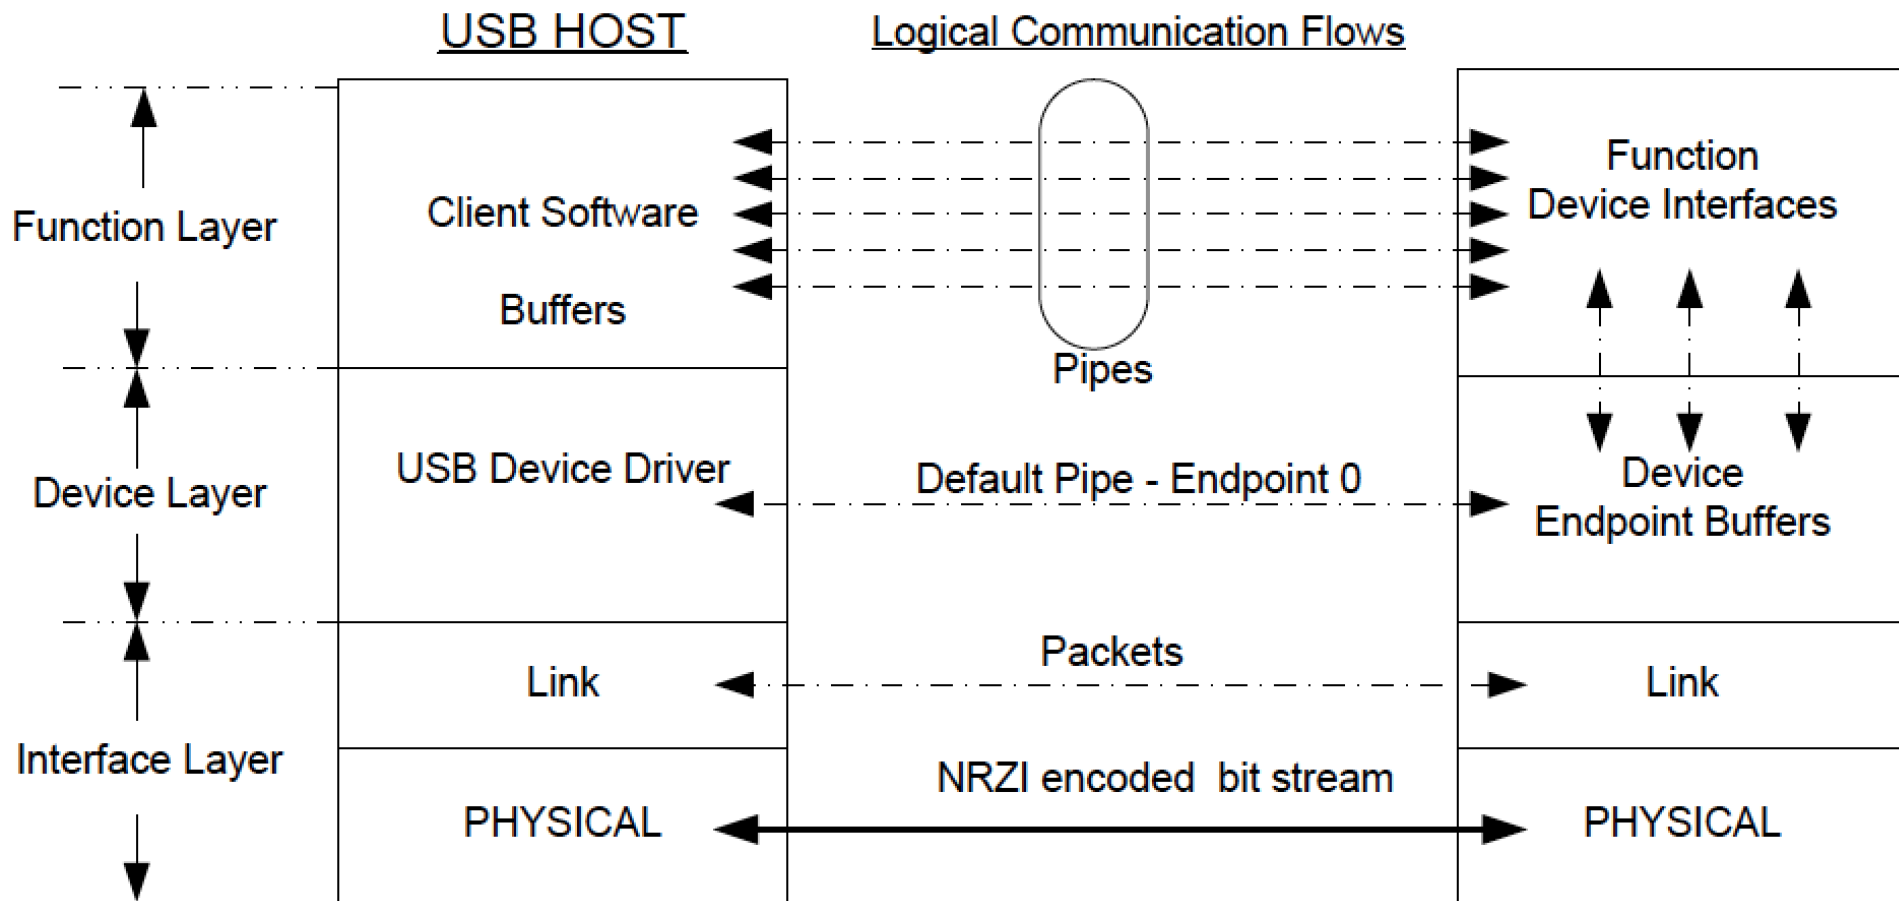 USB HOST
Logical Communication Flows
Function Layer
Client Software
Buffers
Pipes
Function
Device Interfaces
Device Layer
USB Device Driver
Default Pipe - Endpoint 0
Device
Endpoint Buffers
Interface Layer
Link
Packets
Link
PHYSICAL
NRZI encoded bit stream
PHYSICAL